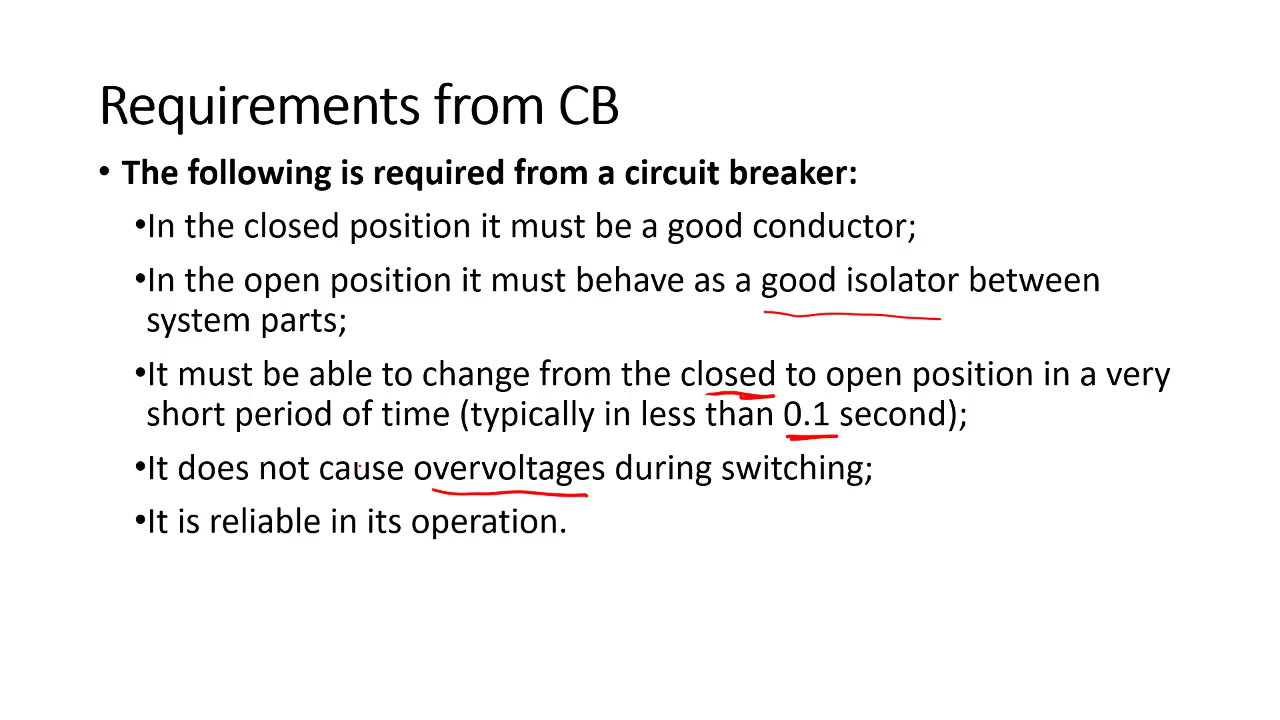 Requirements from CB
• The following is required from a circuit breaker:
•In the closed position it must be a good conductor;
•In the open position it must behave as a good isolator between
system parts;
•It must be able to change from the closed to open position in a very
short period of time (typically in less than 0.1 second);
•It does not cause overvoltages during switching;
•It is reliable in its operation.